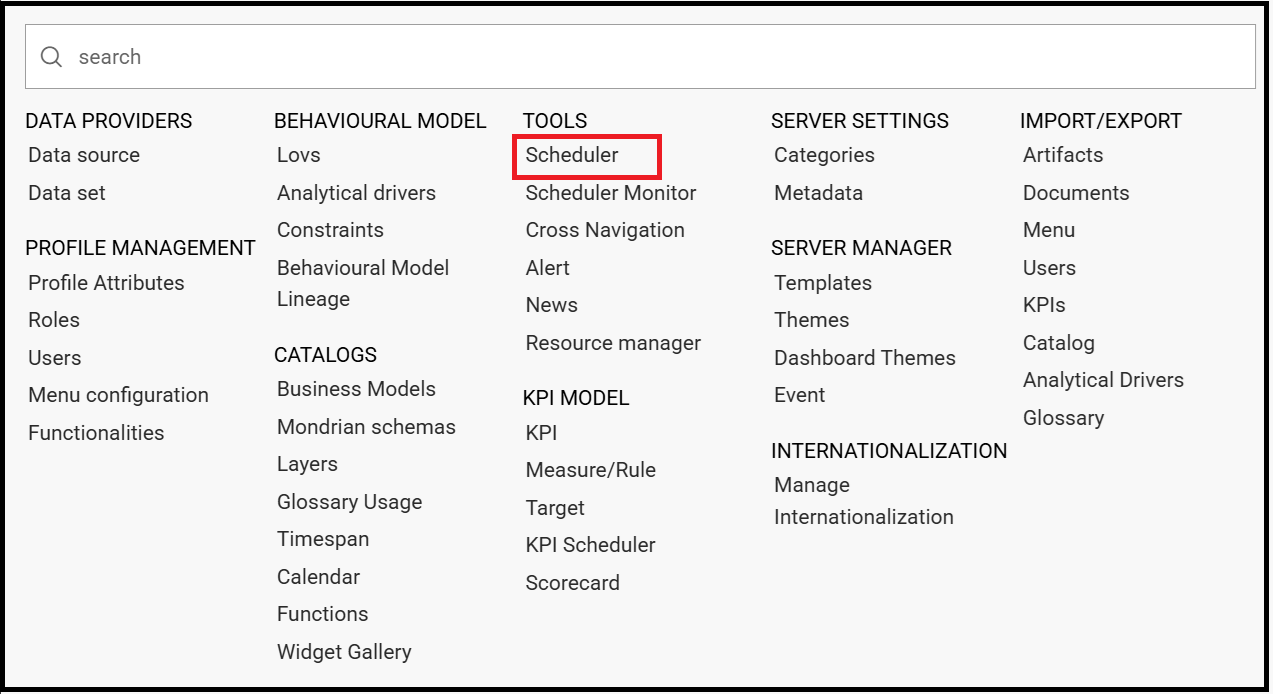 search
DATA PROVIDERS
Data source
Data set
PROFILE MANAGEMENT
Profile Attributes
Roles
Users
Menu configuration
Functionalities
BEHAVIOURAL MODEL
Lovs
Analytical drivers
Constraints
Behavioural Model
Lineage
CATALOGS
Business Models
Mondrian schemas
Layers
Glossary Usage
Timespan
Calendar
Functions
Widget Gallery
TOOLS
Scheduler
Scheduler Monitor
Cross Navigation
Alert
News
Resource manager
KPI MODEL
KPI
Measure/Rule
Target
KPI Scheduler
Scorecard
SERVER SETTINGS
Categories
Metadata
SERVER MANAGER
Templates
Themes
Dashboard Themes
Event
INTERNATIONALIZATION
Manage
Internationalization
IMPORT/EXPORT
Artifacts
Documents
Menu
Users
KPIs
Catalog
Analytical Drivers
Glossary